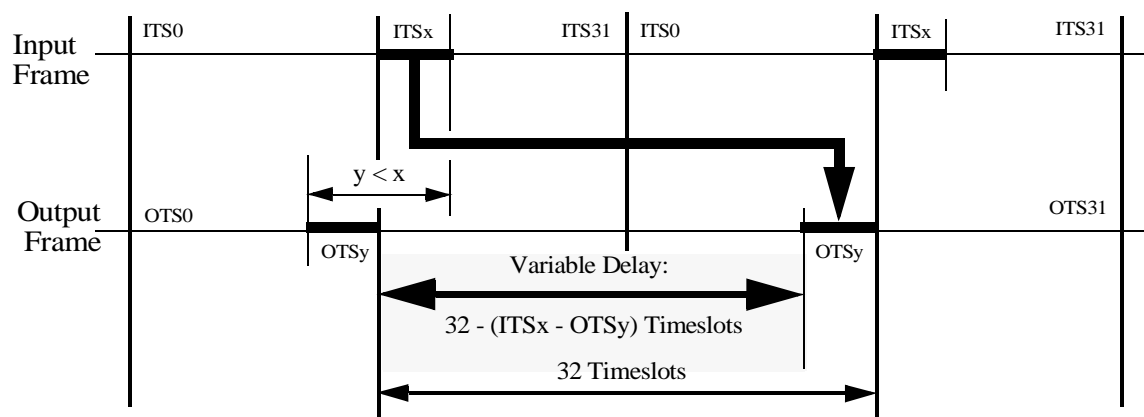 ITS0
ITSx
ITS31
ITS0
ITSx
ITS31
Input
Frame
y < x
Output
Frame
OTS0
OTS31
OTSy
OTSy
Variable Delay:
32 - (ITSx - OTSy) Timeslots
32 Timeslots